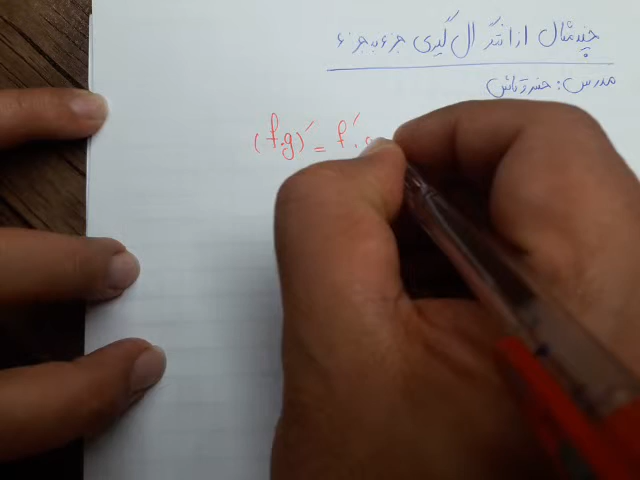 چند مثال از انتگرال گیری جزء به جزء
مدرس:
(f.g)′ = f′.